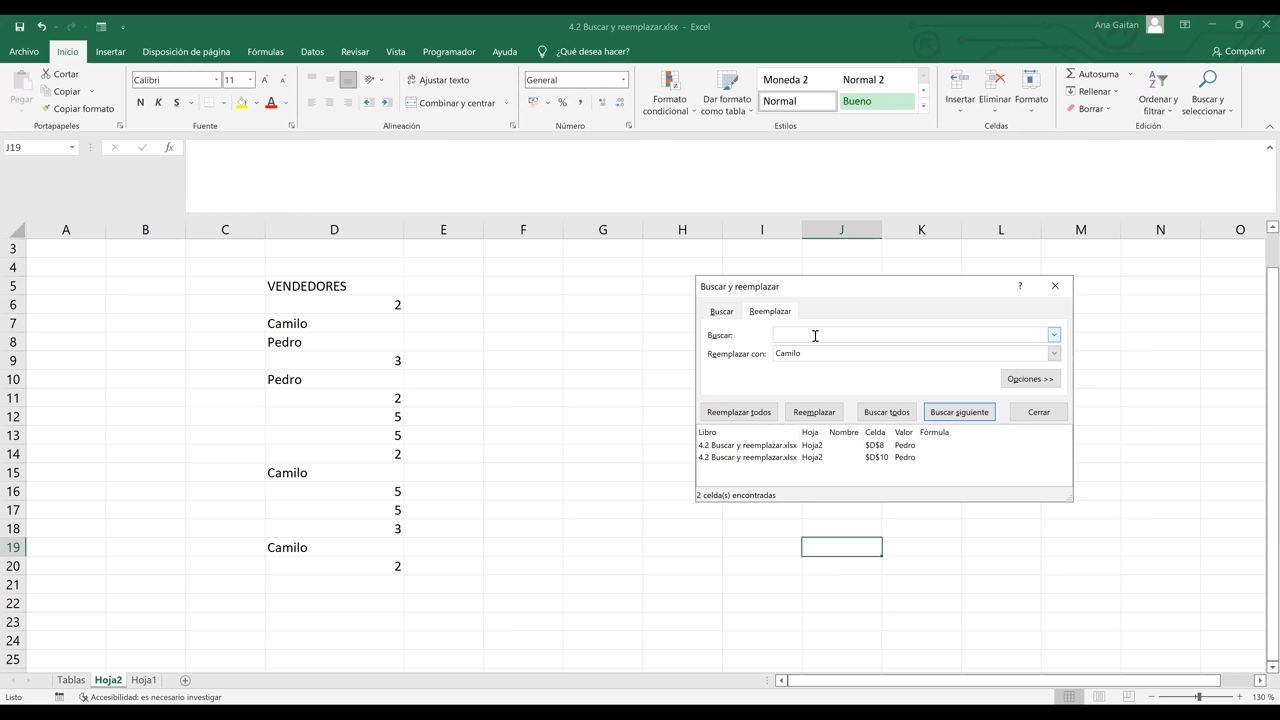 4.2 Buscar y reemplazar.xlsx - Excel
Ana Gaitan
Archivo Inicio Insertar Disposición de página Fórmulas Datos Revisar Vista Programador Ayuda ¿Qué desea hacer? Compartir
Pegar
Cortar
Copiar
Copiar formato
Portapapeles
Calibri 11
N K S
Fuente
Ajustar texto
Combinar y centrar
Alineación
General
% 000
Número
Formato condicional
Dar formato como tabla
Moneda 2 Normal 2
Normal Bueno
Estilos
Insertar Eliminar Formato
Celdas
Autosuma
Rellenar
Borrar
Ordenar y filtrar
Buscar y seleccionar
Edición
J19 fx
A B C D E F G H I J K L M N O
3
4
5 VENDEDORES
6 2
7 Camilo
8 Pedro
9 3
10 Pedro
11 2
12 5
13 5
14 2
15 Camilo
16 5
17 5
18 3
19 Camilo
20 2
21
22
23
24
25
Buscar y reemplazar ?
Buscar Reemplazar
Buscar:
Reemplazar con: Camilo
Opciones >>
Reemplazar todos Reemplazar Buscar todos Buscar siguiente Cerrar
Libro Hoja Nombre Celda Valor Fórmula
4.2 Buscar y reemplazar.xlsx Hoja2 $D$8 Pedro
4.2 Buscar y reemplazar.xlsx Hoja2 $D$10 Pedro
2 celda(s) encontradas
Tablas Hoja2 Hoja1
Listo Accesibilidad: es necesario investigar 130 %